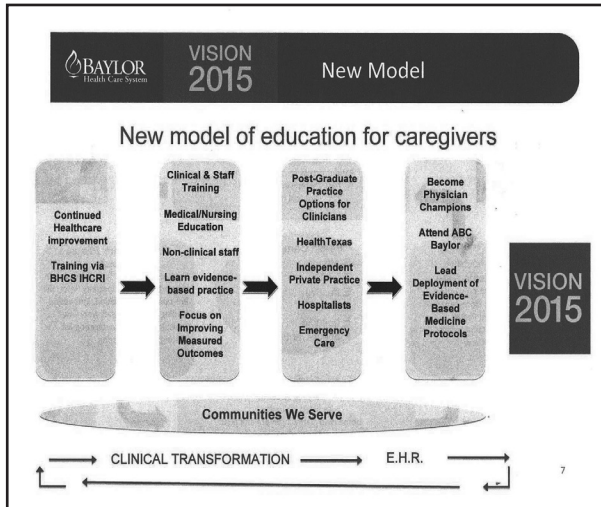 BAYLOR
Health Care System
VISION
2015
New Model
New model of education for caregivers
Continued
Healthcare
improvement
Training via
BHCS IHCRI
Clinical & Staff
Training
Medical/Nursing
Education
Non-clinical staff
Learn evidence-
based practice
Focus on
Improving
Measured
Outcomes
Post-Graduate
Practice
Options for
Clinicians
HealthTexas
Independent
Private Practice
Hospitalists
Emergency
Care
Become
Physician
Champions
Attend ABC
Baylor
Lead
Deployment of
Evidence-
Based
Medicine
Protocols
VISION
2015
Communities We Serve
CLINICAL TRANSFORMATION
E.H.R.
7